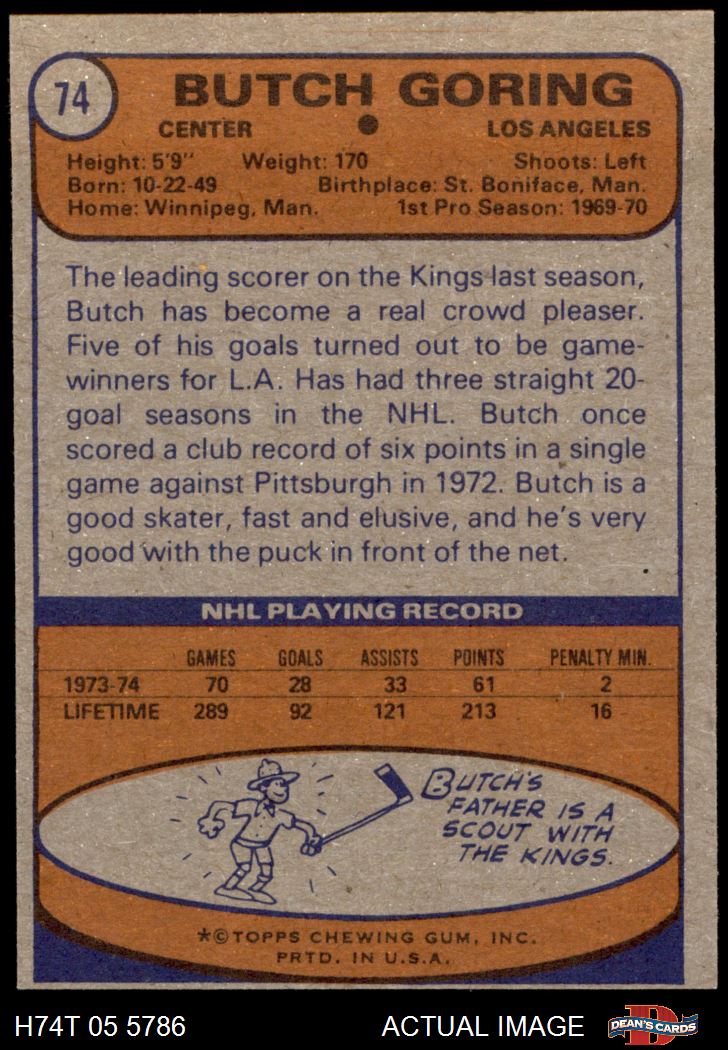 74
BUTCH GORING
CENTER • LOS ANGELES
Height: 5'9" Weight: 170 Shoots: Left
Born: 10-22-49 Birthplace: St. Boniface, Man.
Home: Winnipeg, Man. 1st Pro Season: 1969-70
The leading scorer on the Kings last season,
Butch has become a real crowd pleaser.
Five of his goals turned out to be game-
winners for L.A. Has had three straight 20-
goal seasons in the NHL. Butch once
scored a club record of six points in a single
game against Pittsburgh in 1972. Butch is a
good skater, fast and elusive, and he's very
good with the puck in front of the net.
NHL PLAYING RECORD
GAMES GOALS ASSISTS POINTS PENALTY MIN.
1973-74 70 28 33 61 2
LIFETIME 289 92 121 213 16
BUTCH'S
FATHER IS A
SCOUT WITH
THE KINGS.
*©TOPPS CHEWING GUM, INC.
PRTD. IN U.S.A.
H74T 05 5786 ACTUAL IMAGE D DEAN'S CARDS